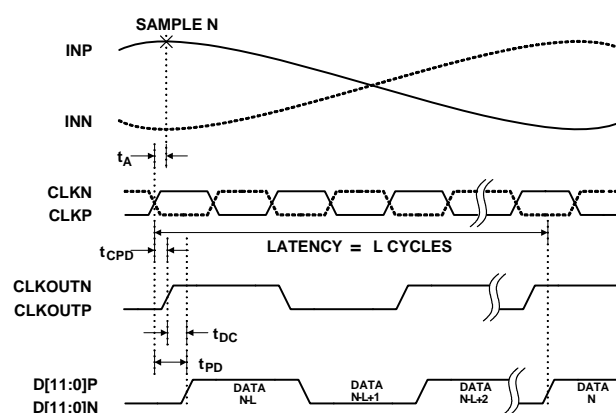 SAMPLE N
INP
INN
tA
CLKN
CLKP
LATENCY = L CYCLES
tCPD
CLKOUTN
CLKOUTP
tDC
tPD
D[11:0]P
D[11:0]N
DATA
N-L
DATA
N-L+1
DATA
N-L+2
DATA
N